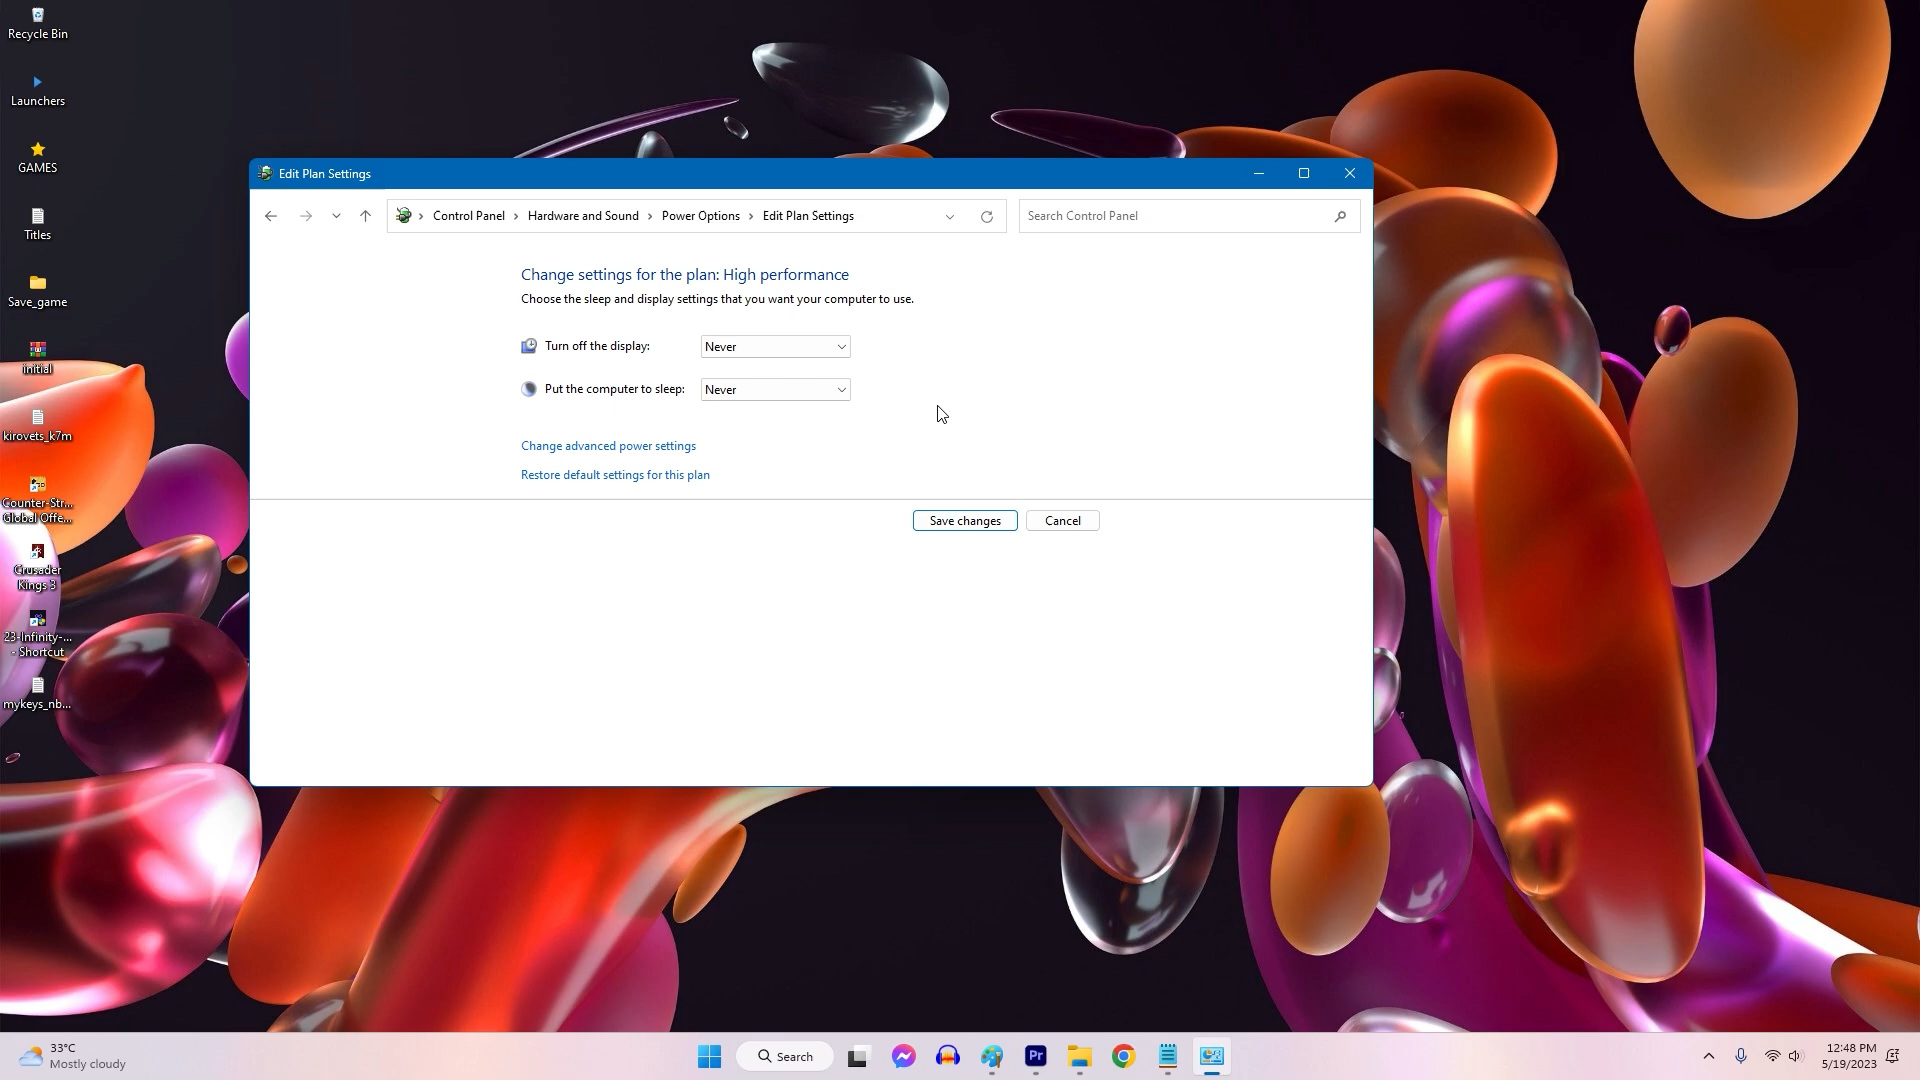 Recycle Bin
Launchers
GAMES
Titles
Save_game
initial
kirovets_k7m
Counter-Str...
Global Offe...
Crusader
Kings 3
23-Infinity-...
- Shortcut
mykeys_nb...
Edit Plan Settings
Control Panel > Hardware and Sound > Power Options > Edit Plan Settings
Search Control Panel
Change settings for the plan: High performance
Choose the sleep and display settings that you want your computer to use.
Turn off the display: Never
Put the computer to sleep: Never
Change advanced power settings
Restore default settings for this plan
Save changes Cancel
33°C
Mostly cloudy
Search
Pr
12:48 PM
5/19/2023